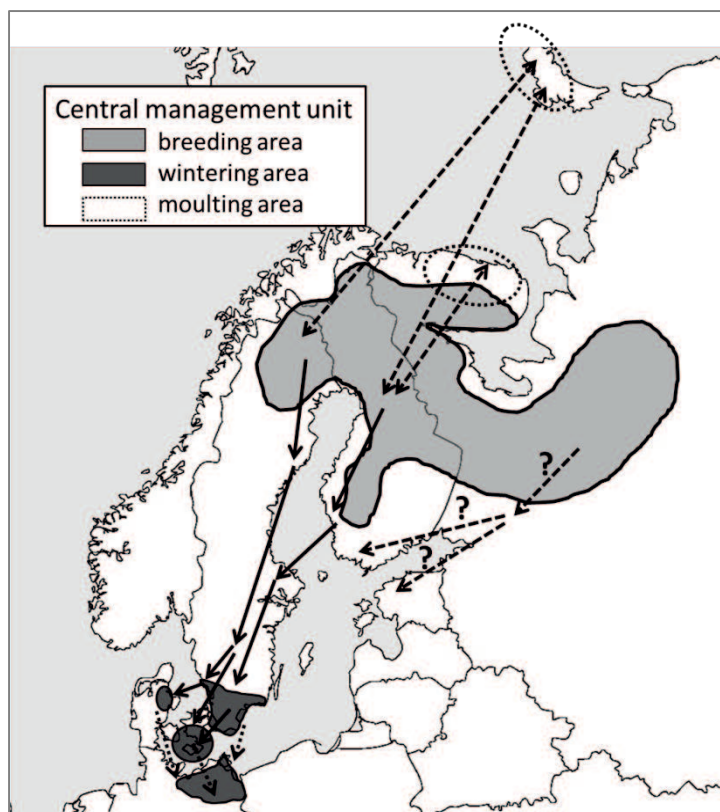 Central management unit
breeding area
wintering area
moulting area
?
?
?